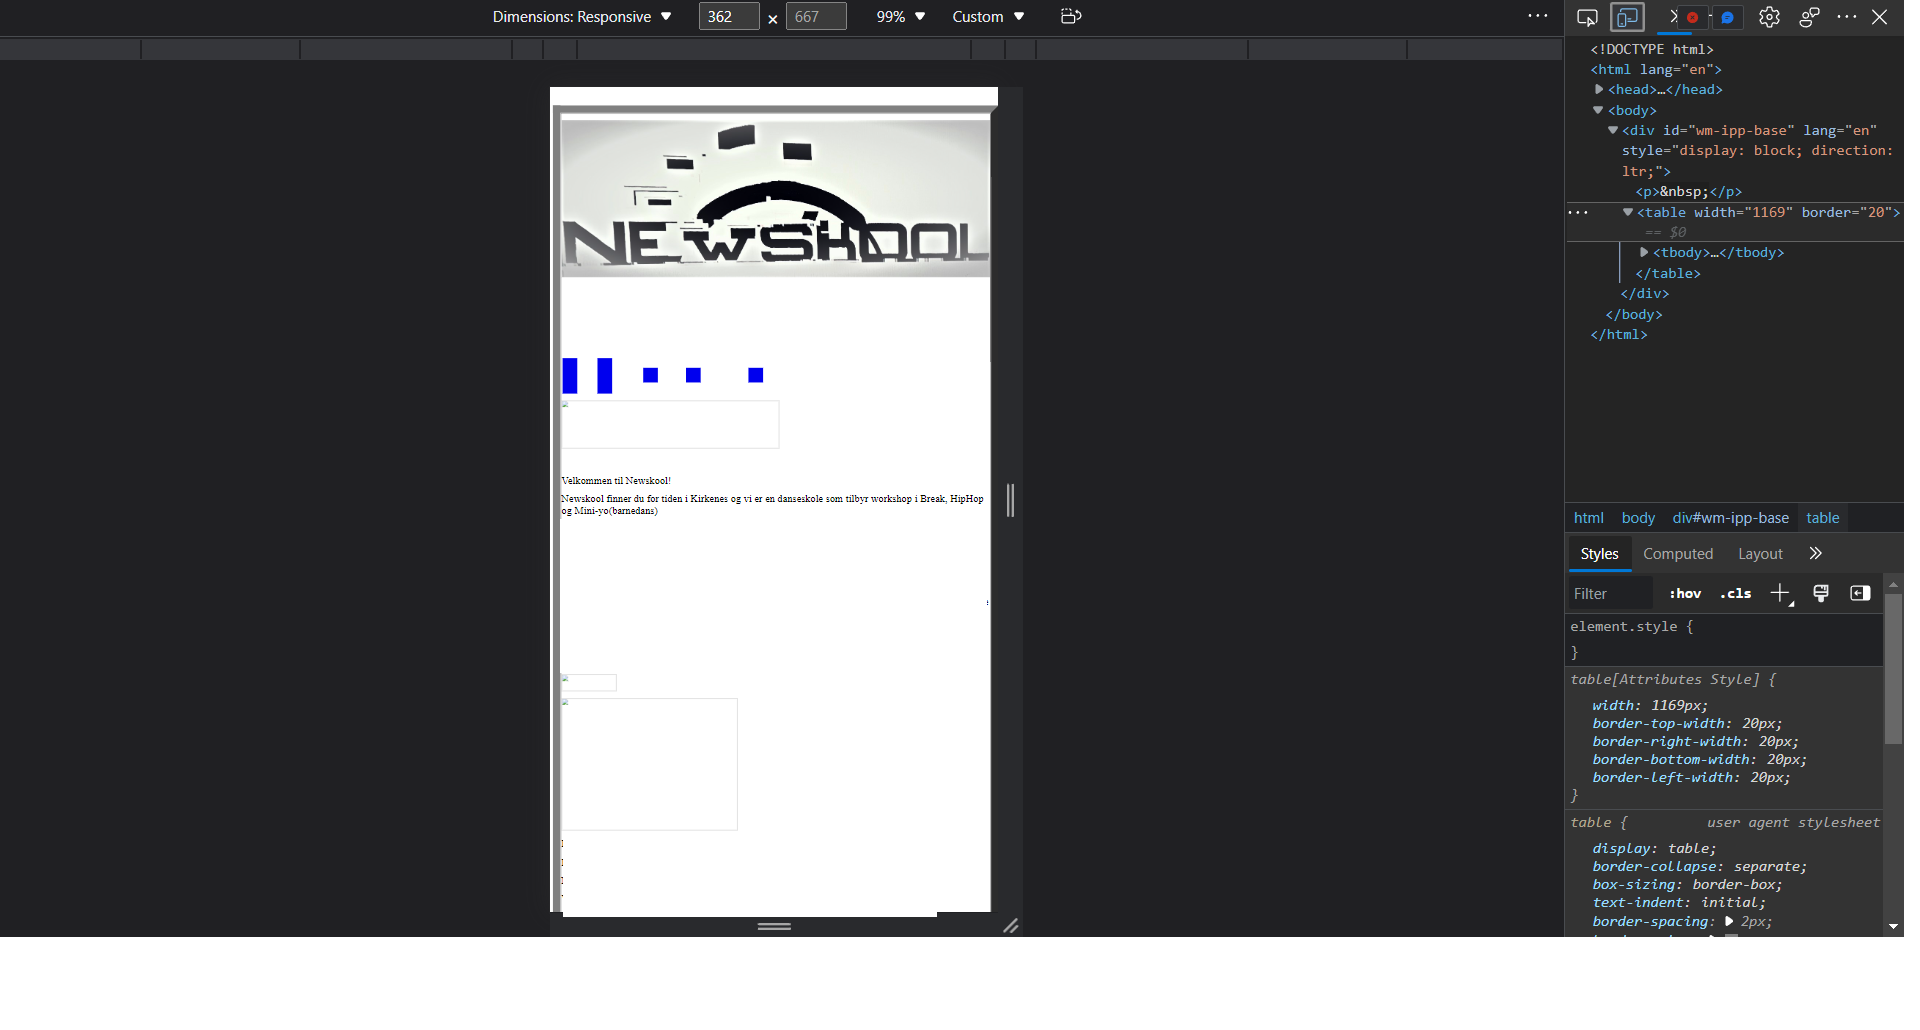 Dimensions: Responsive 362 × 667 99% Custom
<!DOCTYPE html>
<html lang="en">
<head>…</head>
<body>
<div id="wm-ipp-base" lang="en"
style="display: block; direction:
ltr;">
<p>&nbsp;</p>
<table width="1169" border="20">
== $0
<tbody>…</tbody>
</table>
</div>
</body>
</html>
NEWSKOOL
Velkommen til Newskool!
Newskool finner du for tiden i Kirkenes og vi er en danseskole som tilbyr workshop i Break, HipHop
og Mini-yo(barnedans)
html body div#wm-ipp-base table
Styles Computed Layout
Filter :hov .cls
element.style {
}
table[Attributes Style] {
width: 1169px;
border-top-width: 20px;
border-right-width: 20px;
border-bottom-width: 20px;
border-left-width: 20px;
}
table { user agent stylesheet
display: table;
border-collapse: separate;
box-sizing: border-box;
text-indent: initial;
border-spacing: 2px;